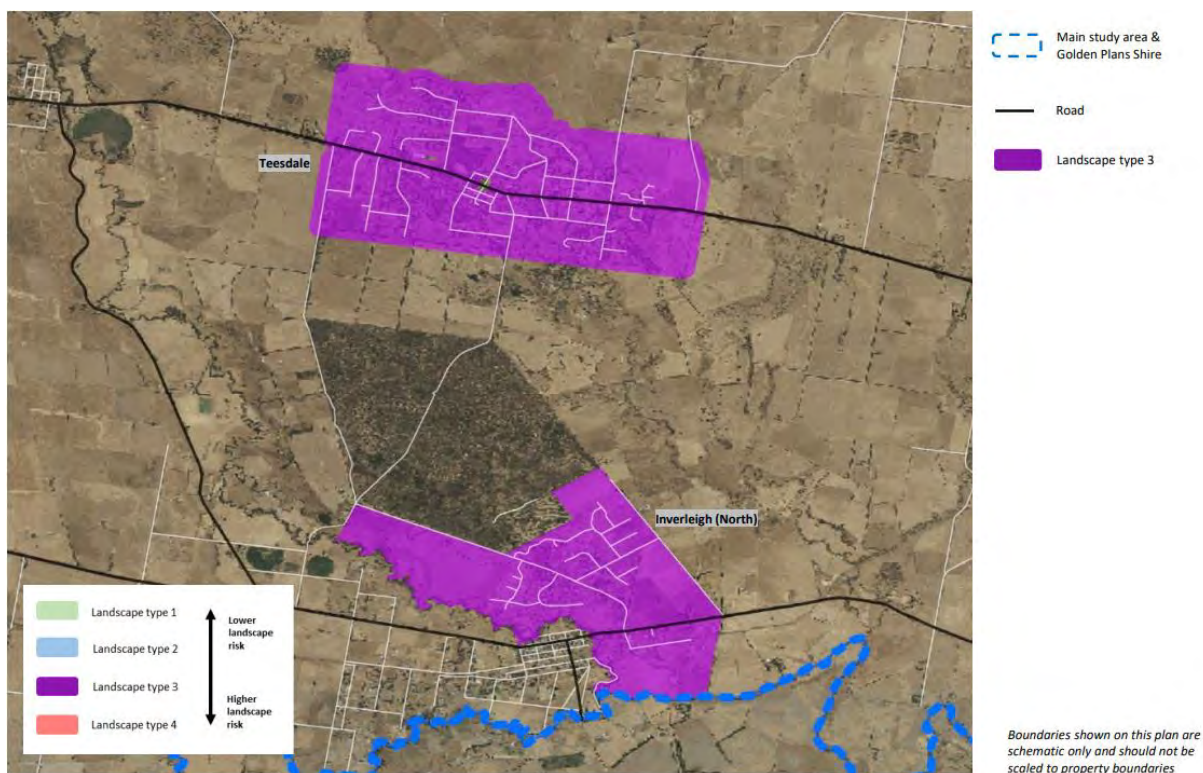 Main study area &
Golden Plans Shire
Road
Landscape type 3
Teesdale
Inverleigh (North)
Landscape type 1
Landscape type 2
Landscape type 3
Landscape type 4
Lower
landscape
risk
Higher
landscape
risk
Boundaries shown on this plan are
schematic only and should not be
scaled to property boundaries